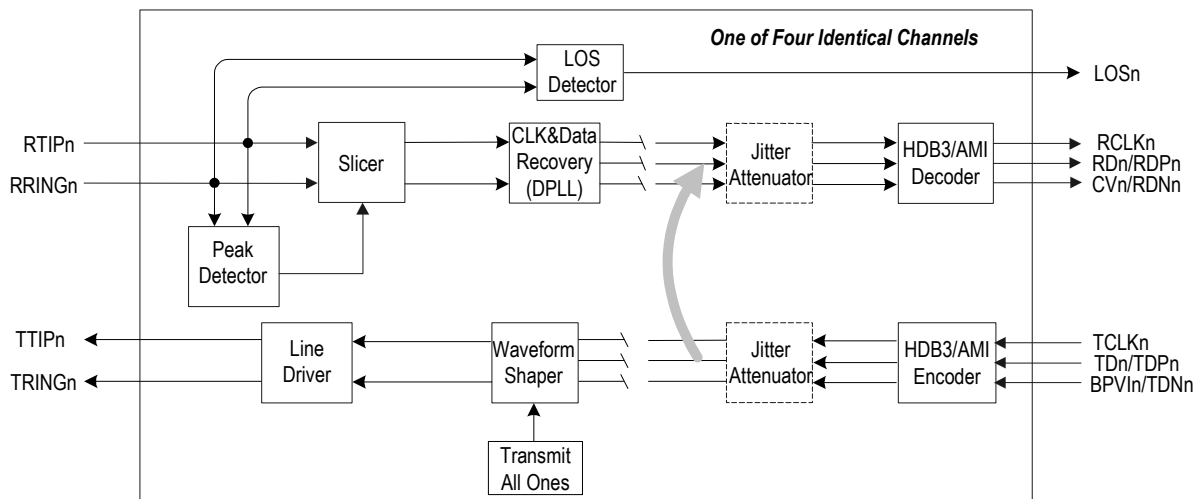 One of Four Identical Channels
LOS
Detector
LOSn
RTIPn
RRINGn
Slicer
CLK&Data
Recovery
(DPLL)
Jitter
Attenuator
HDB3/AMI
Decoder
RCLKn
RDn/RDPn
CVn/RDNn
Peak
Detector
TTIPn
TRINGn
Line
Driver
Waveform
Shaper
Jitter
Attenuator
HDB3/AMI
Encoder
TCLKn
TDn/TDPn
BPVIn/TDNn
Transmit
All Ones